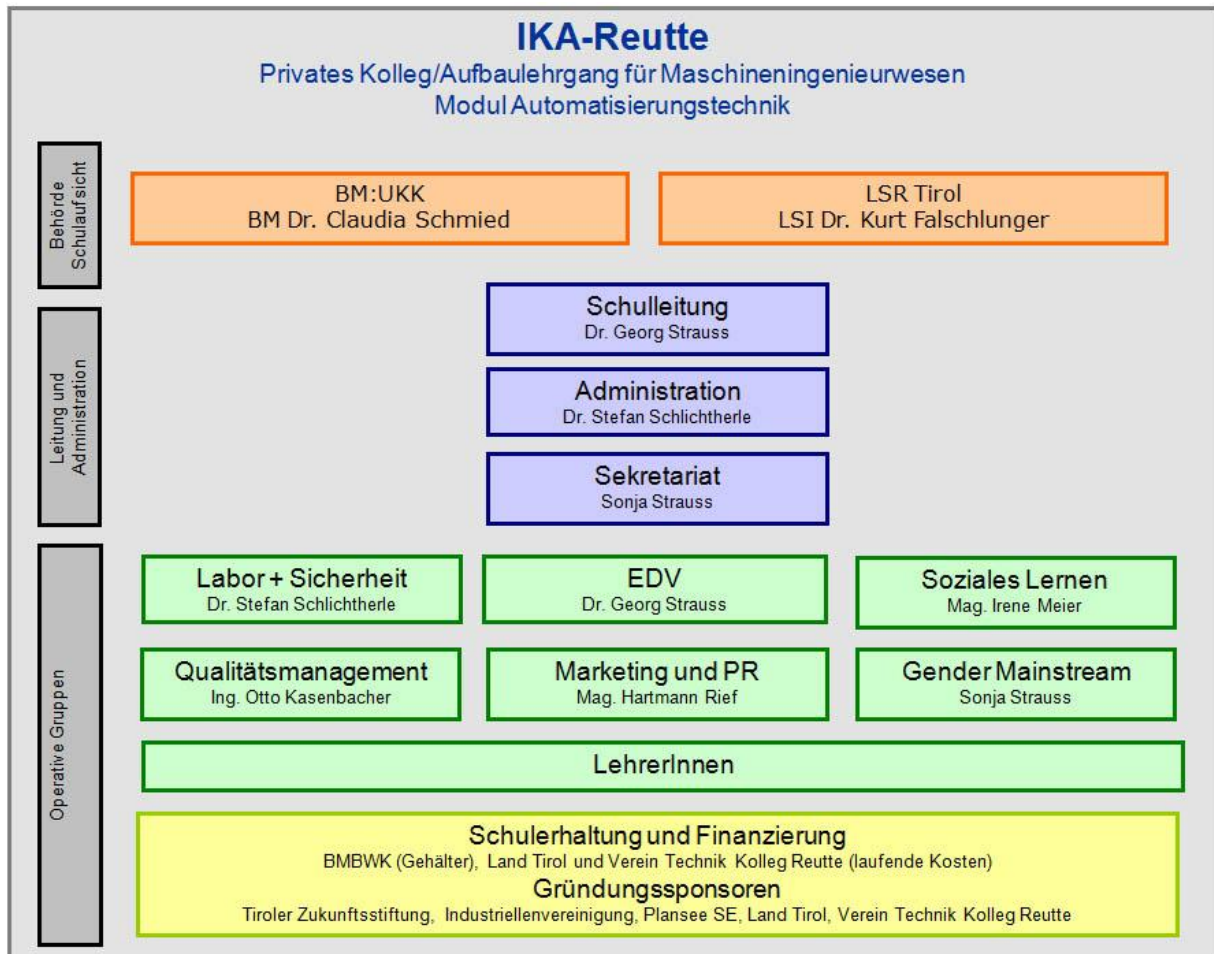 IKA-Reutte
Privates Kolleg/Aufbaulehrgang für Maschineningenieurwesen
Modul Automatisierungstechnik
Behörde
Schulaufsicht
BM:UKK
BM Dr. Claudia Schmied
LSR Tirol
LSI Dr. Kurt Falschlunger
Leitung und
Administration
Schulleitung
Dr. Georg Strauss
Administration
Dr. Stefan Schlichtherle
Sekretariat
Sonja Strauss
Operative Gruppen
Labor + Sicherheit
Dr. Stefan Schlichtherle
EDV
Dr. Georg Strauss
Soziales Lernen
Mag. Irene Meier
Qualitätsmanagement
Ing. Otto Kasenbacher
Marketing und PR
Mag. Hartmann Rief
Gender Mainstream
Sonja Strauss
LehrerInnen
Schulerhaltung und Finanzierung
BMBWK (Gehälter), Land Tirol und Verein Technik Kolleg Reutte (laufende Kosten)
Gründungssponsoren
Tiroler Zukunftsstiftung, Industriellenvereinigung, Plansee SE, Land Tirol, Verein Technik Kolleg Reutte